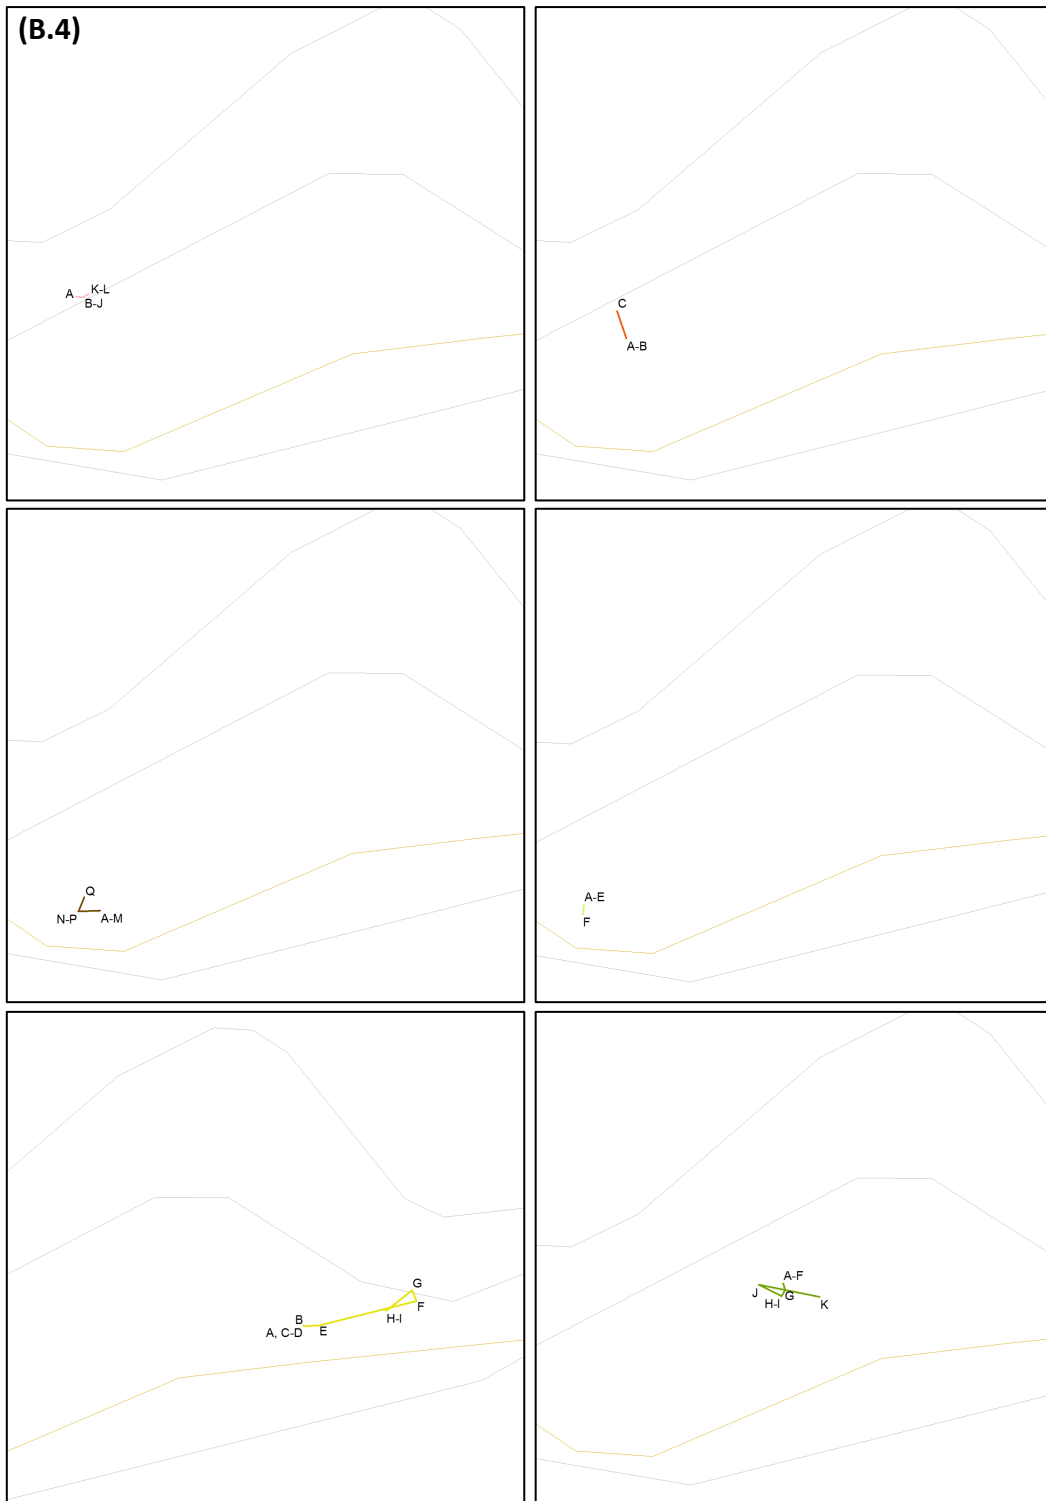 (B.4)
A
K-L
B-J
C
A-B
Q
N-P
A-M
A-E
F
G
F
H-I
B
A, C-D
E
A-F
J
G
H-I
K